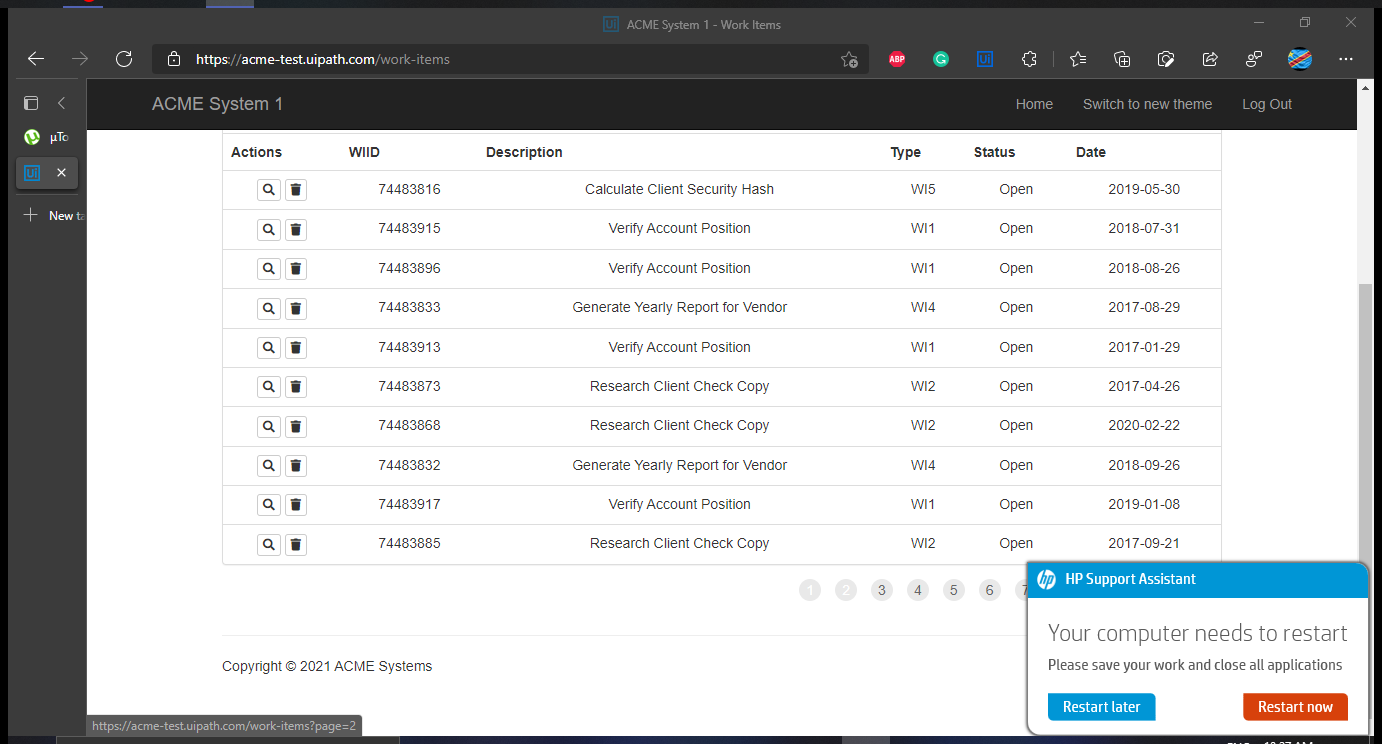 Ui ACME System 1 - Work Items
https://acme-test.uipath.com/work-items
ABP
G
Ui
ACME System 1
Home
Switch to new theme
Log Out
µTo
Ui
New ta
Actions WIID Description Type Status Date
74483816 Calculate Client Security Hash WI5 Open 2019-05-30
74483915 Verify Account Position WI1 Open 2018-07-31
74483896 Verify Account Position WI1 Open 2018-08-26
74483833 Generate Yearly Report for Vendor WI4 Open 2017-08-29
74483913 Verify Account Position WI1 Open 2017-01-29
74483873 Research Client Check Copy WI2 Open 2017-04-26
74483868 Research Client Check Copy WI2 Open 2020-02-22
74483832 Generate Yearly Report for Vendor WI4 Open 2018-09-26
74483917 Verify Account Position WI1 Open 2019-01-08
74483885 Research Client Check Copy WI2 Open 2017-09-21
1 2 3 4 5 6 7
Copyright © 2021 ACME Systems
hp HP Support Assistant
Your computer needs to restart
Please save your work and close all applications
Restart later
Restart now
https://acme-test.uipath.com/work-items?page=2